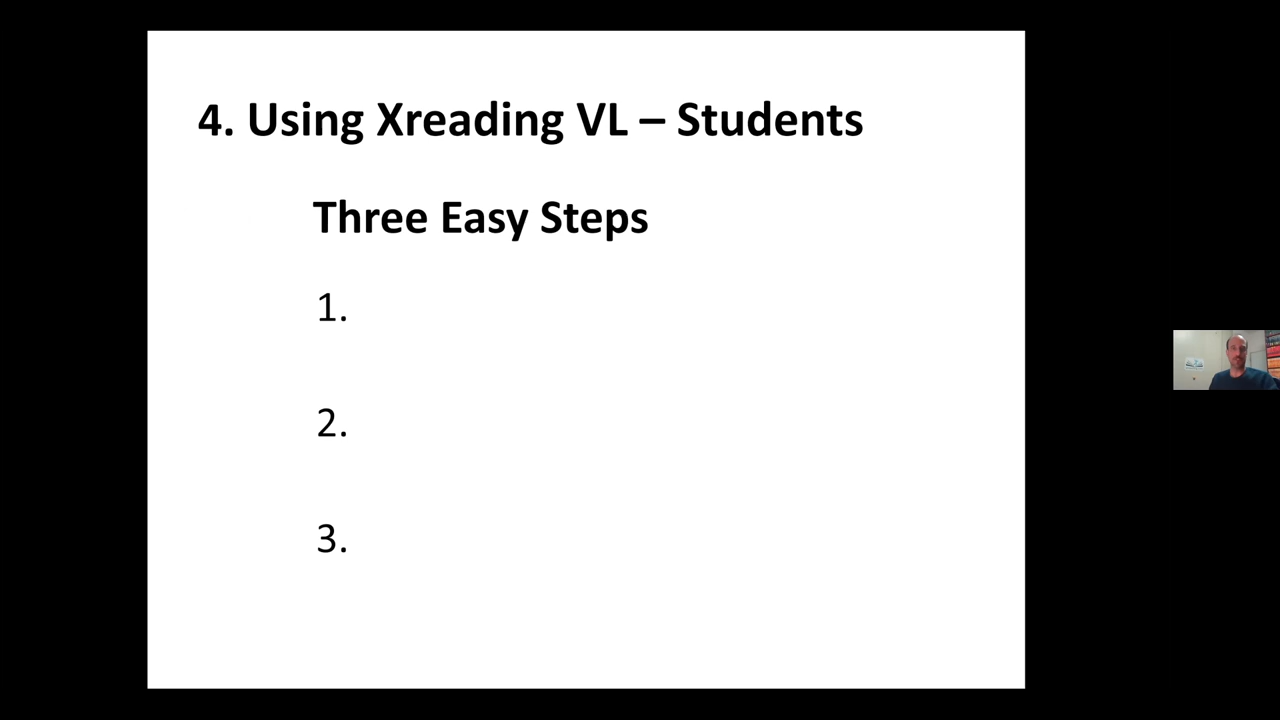 4. Using Xreading VL – Students
Three Easy Steps
1.
2.
3.